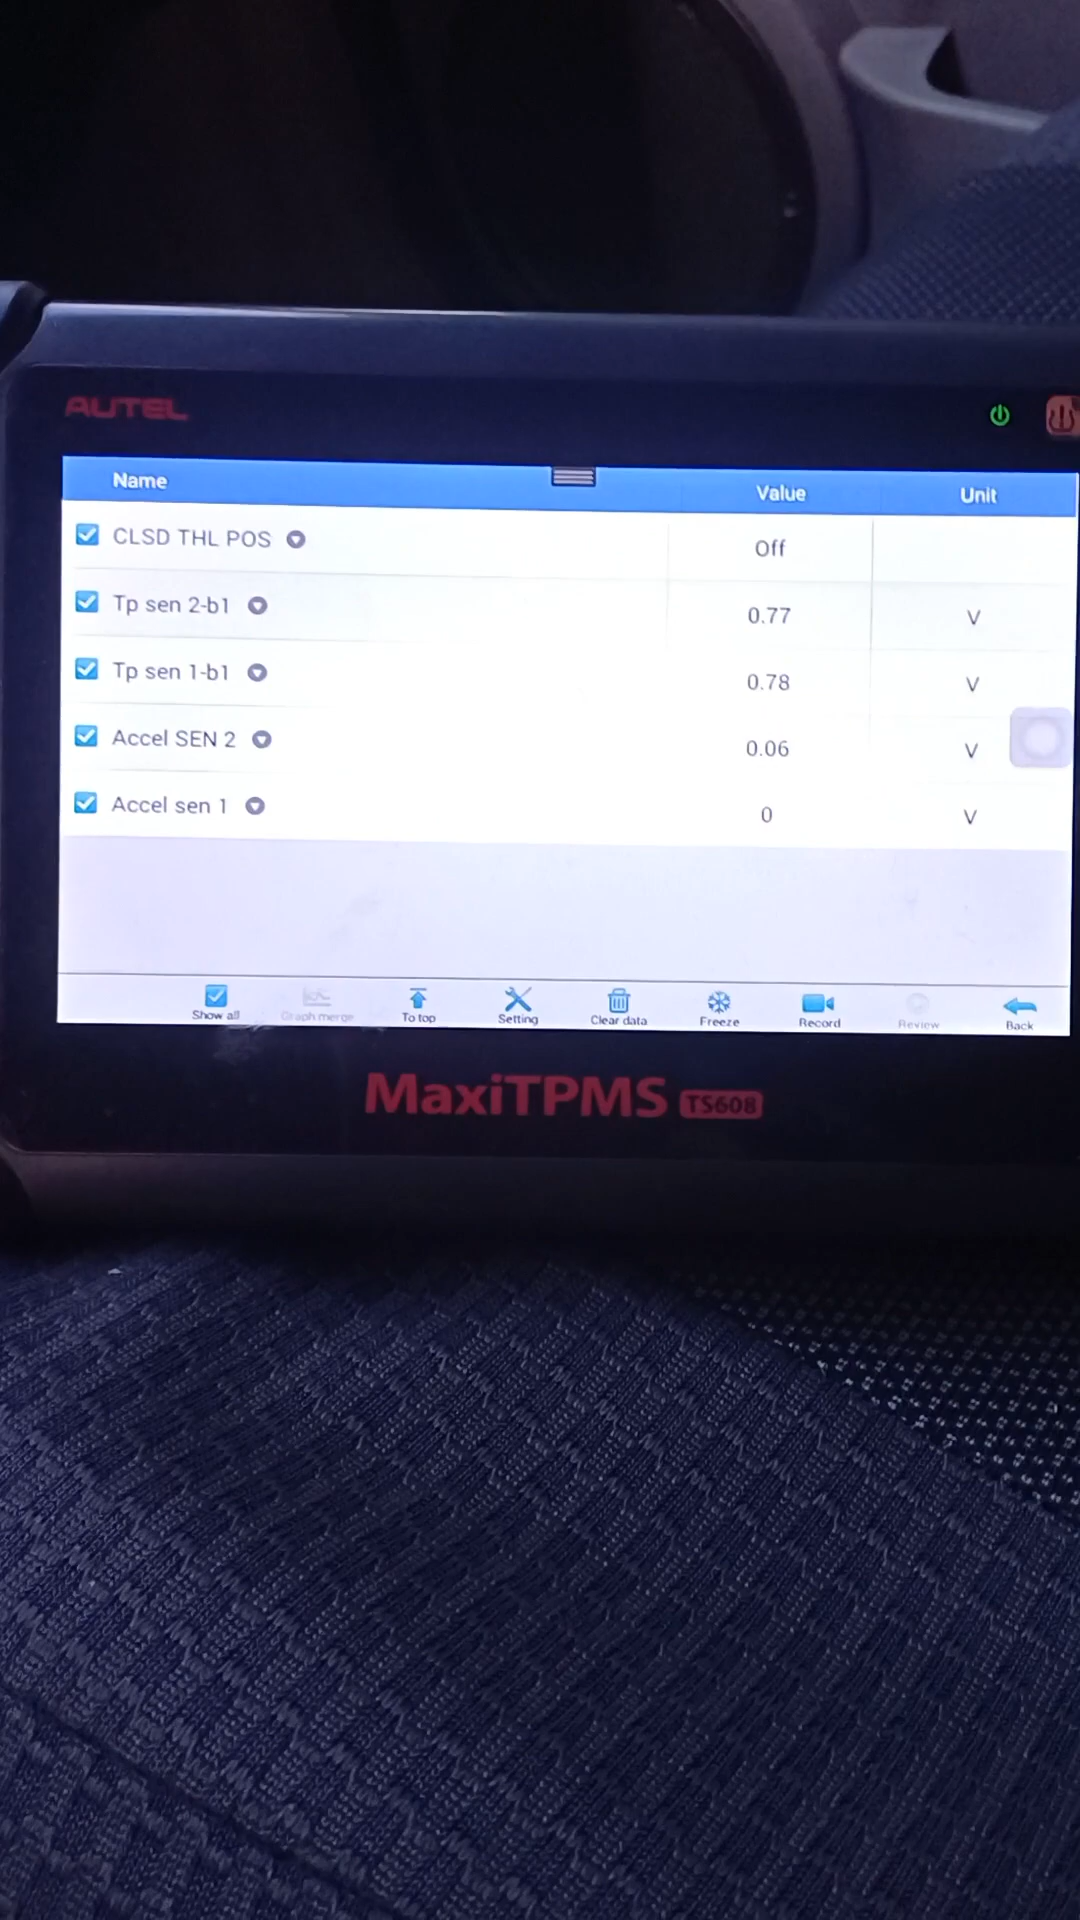 AUTEL
Name Value Unit
CLSD THL POS Off
Tp sen 2-b1 0.77 V
Tp sen 1-b1 0.78 V
Accel SEN 2 0.06 V
Accel sen 1 0 V
Show all Graph merge To top Setting Clear data Freeze Record Review Back
MaxiTPMS TS608